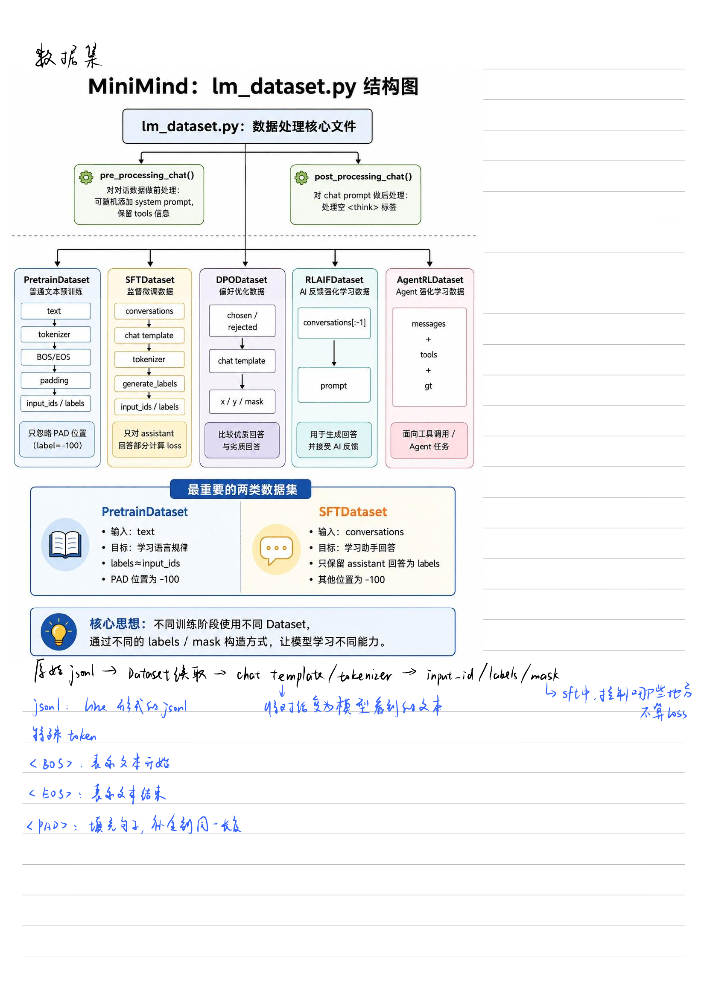 数据集
MiniMind：lm_dataset.py 结构图
lm_dataset.py：数据处理核心文件
pre_processing_chat()
对对话数据做前处理：
可随机添加 system prompt，
保留 tools 信息
post_processing_chat()
对 chat prompt 做后处理：
处理空 <think> 标签
PretrainDataset
普通文本预训练
text
tokenizer
BOS/EOS
padding
input_ids / labels
只忽略 PAD 位置
（label=-100）
SFTDataset
监督微调数据
conversations
chat template
tokenizer
generate_labels
input_ids / labels
只对 assistant
回答部分计算 loss
DPODataset
偏好优化数据
chosen /
rejected
chat template
x / y / mask
比较优质回答
与劣质回答
RLAIFDataset
AI 反馈强化学习数据
conversations[:-1]
prompt
用于生成回答
并接受 AI 反馈
AgentRLDataset
Agent 强化学习数据
messages
+
tools
+
gt
面向工具调用 /
Agent 任务
最重要的两类数据集
PretrainDataset
• 输入：text
• 目标：学习语言规律
• labels≈input_ids
• PAD 位置为 -100
SFTDataset
• 输入：conversations
• 目标：学习助手回答
• 只保留 assistant 回答为 labels
• 其他位置为 -100
核心思想：不同训练阶段使用不同 Dataset，
通过不同的 labels / mask 构造方式，让模型学习不同能力。
原始 jsonl → Dataset读取 → chat template/tokenizer → input_id/labels/mask
↳ sft中，控制哪些地方
不算loss
jsonl： line 形式的jsonl
↓
将对话变为模型看到的文本
特殊 token
<BOS>：表示文本开始
<EOS>：表示文本结束
<PAD>：填充句子，补全到同一长度